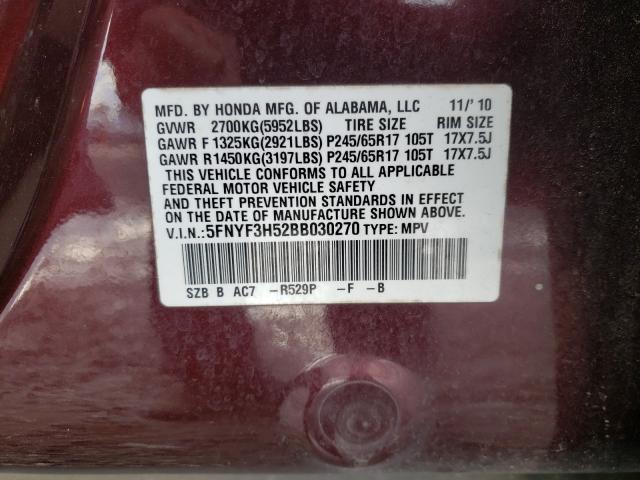 MFD. BY HONDA MFG. OF ALABAMA, LLC 11/'10
GVWR 2700KG(5952LBS) TIRE SIZE RIM SIZE
GAWR F 1325KG(2921LBS) P245/65R17 105T 17X7.5J
GAWR R1450KG(3197LBS) P245/65R17 105T 17X7.5J
THIS VEHICLE CONFORMS TO ALL APPLICABLE
FEDERAL MOTOR VEHICLE SAFETY
AND THEFT PREVENTION STANDARDS IN EFFECT
ON THE DATE OF MANUFACTURE SHOWN ABOVE.
V.I.N.:5FNYF3H52BB030270 TYPE: MPV
SZB B AC7 -R529P -F -B